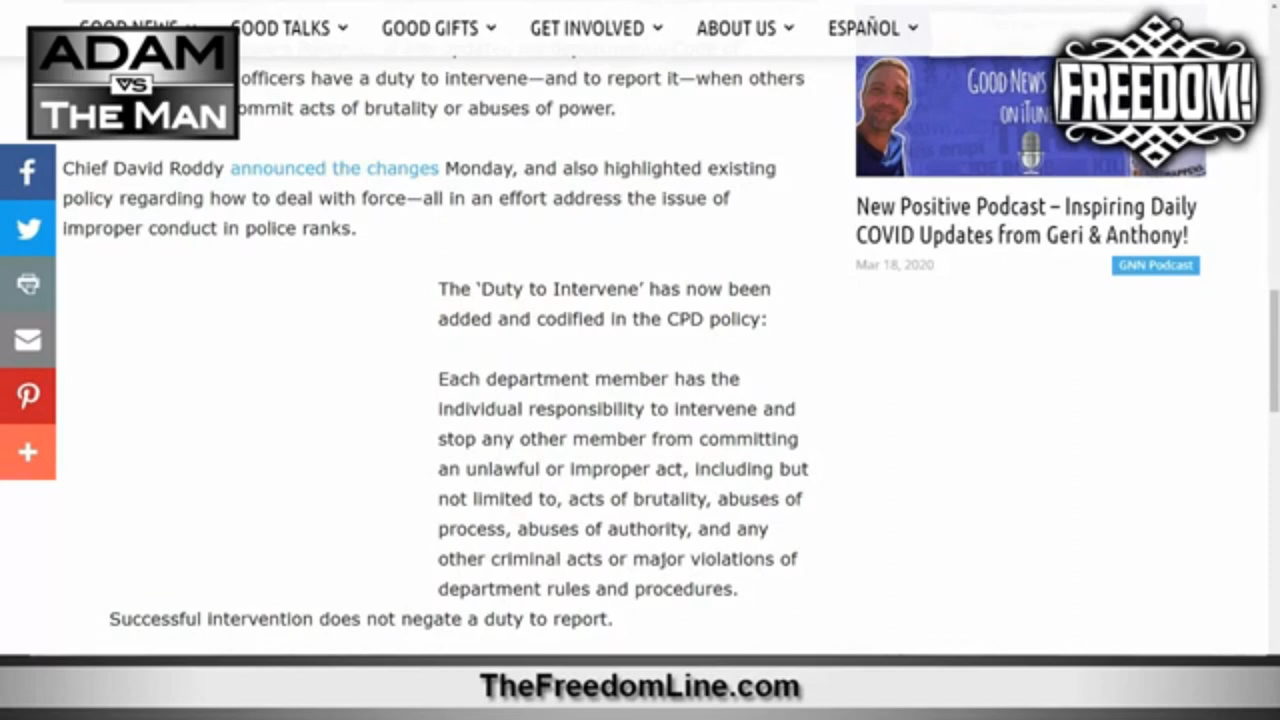 GOOD NEWS
GOOD TALKS
GOOD GIFTS
GET INVOLVED
ABOUT US
ESPAÑOL
ADAM
VS
THE MAN
FREEDOM!
officers have a duty to intervene—and to report it—when others
ommit acts of brutality or abuses of power.
Chief David Roddy announced the changes Monday, and also highlighted existing
policy regarding how to deal with force—all in an effort address the issue of
improper conduct in police ranks.
The ‘Duty to Intervene’ has now been
added and codified in the CPD policy:
Each department member has the
individual responsibility to intervene and
stop any other member from committing
an unlawful or improper act, including but
not limited to, acts of brutality, abuses of
process, abuses of authority, and any
other criminal acts or major violations of
department rules and procedures.
Successful intervention does not negate a duty to report.
GOOD NEWS
New Positive Podcast – Inspiring Daily
COVID Updates from Geri & Anthony!
Mar 18, 2020
GNN Podcast
TheFreedomLine.com